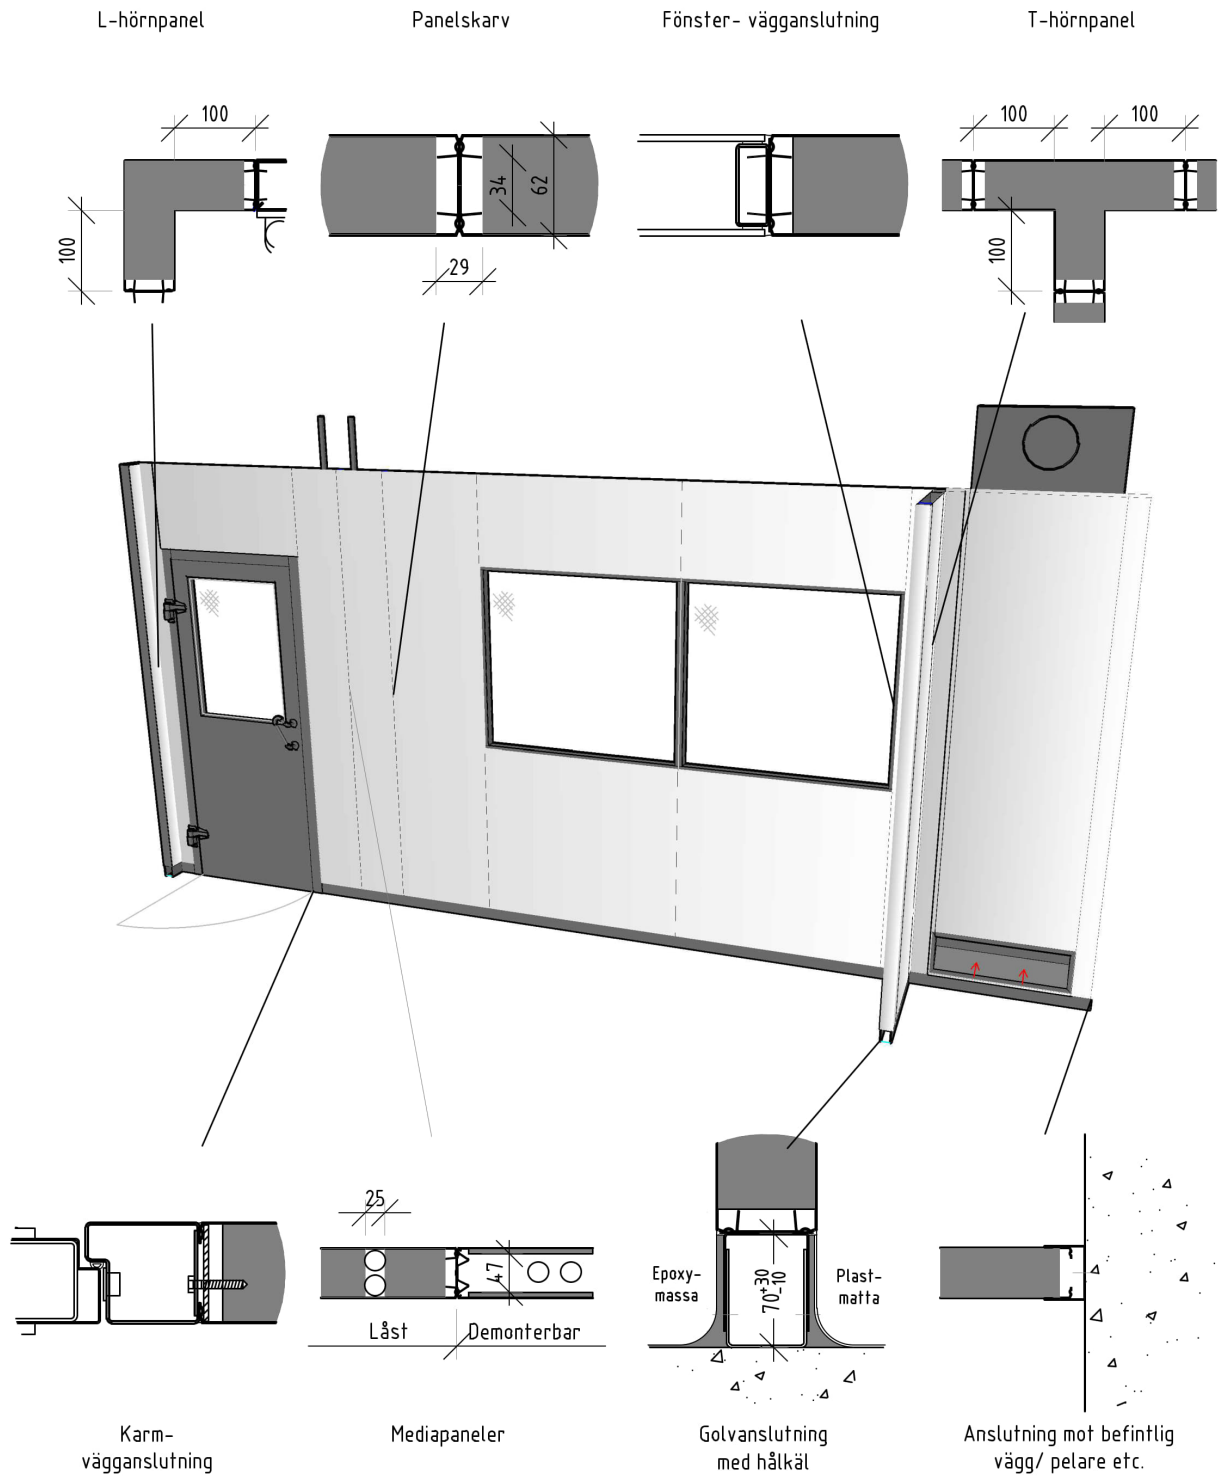 L-hörnpanel
Panelskarv
Fönster- vägganslutning
T-hörnpanel
100
100
100
100
34
62
100
100
29
25
47
Låst
Demonterbar
Epoxy-
massa
70+30
-10
Plast-
matta
Karm-
vägganslutning
Mediapaneler
Golvanslutning
med hålkäl
Anslutning mot befintlig
vägg/ pelare etc.